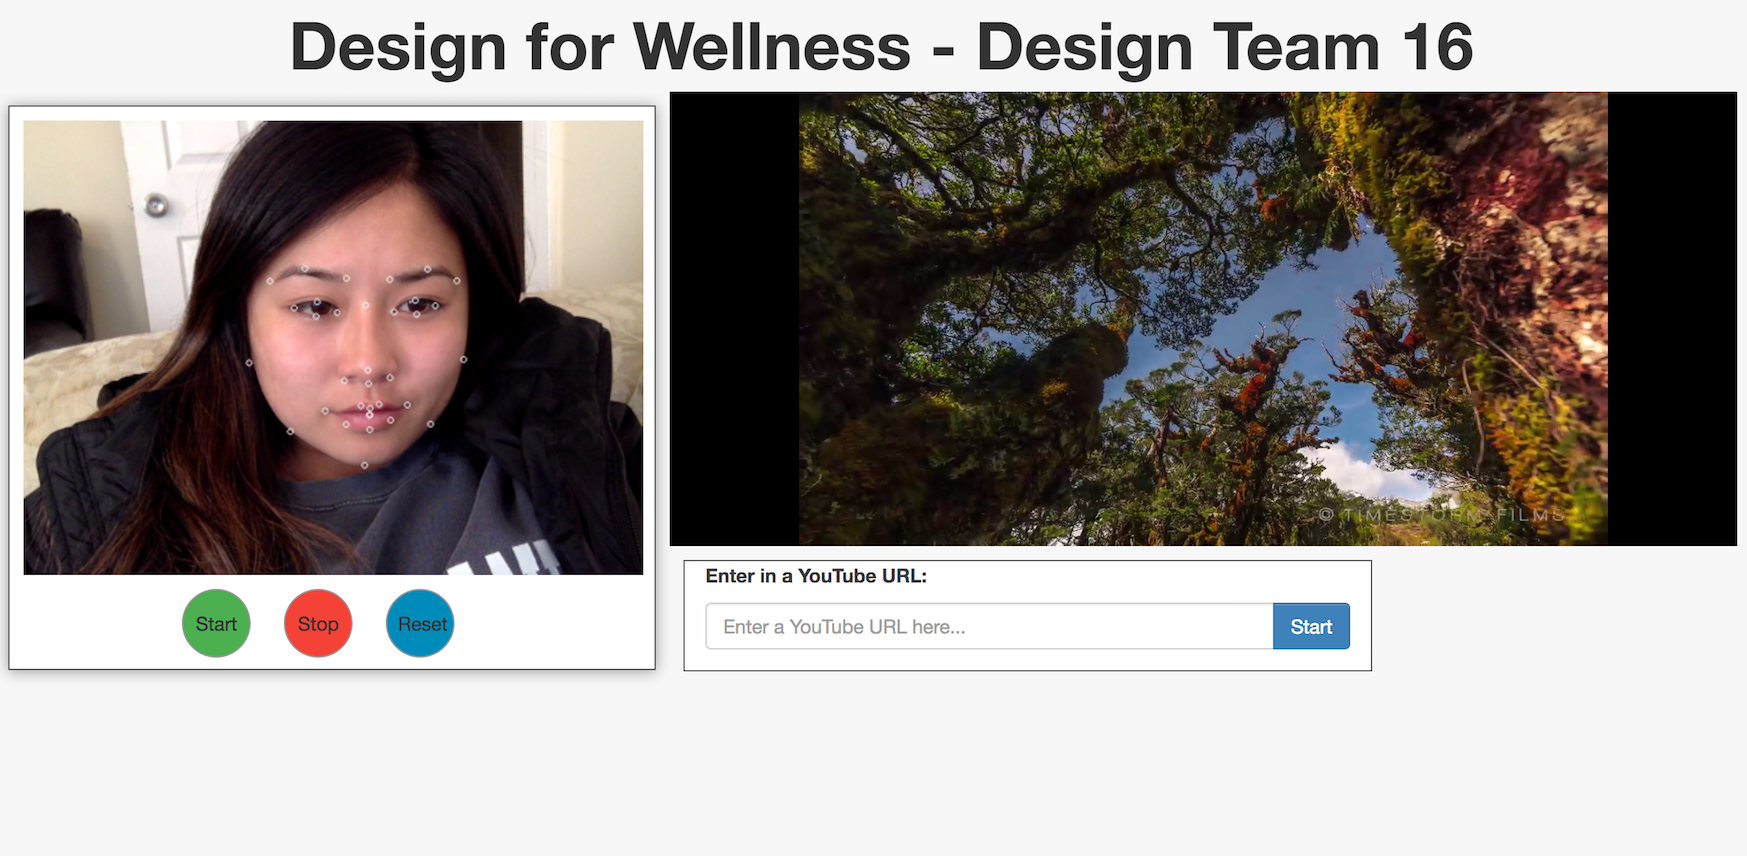 Design for Wellness - Design Team 16
© TIMESTORM FILMS
Start
Stop
Reset
Enter in a YouTube URL:
Enter a YouTube URL here...
Start